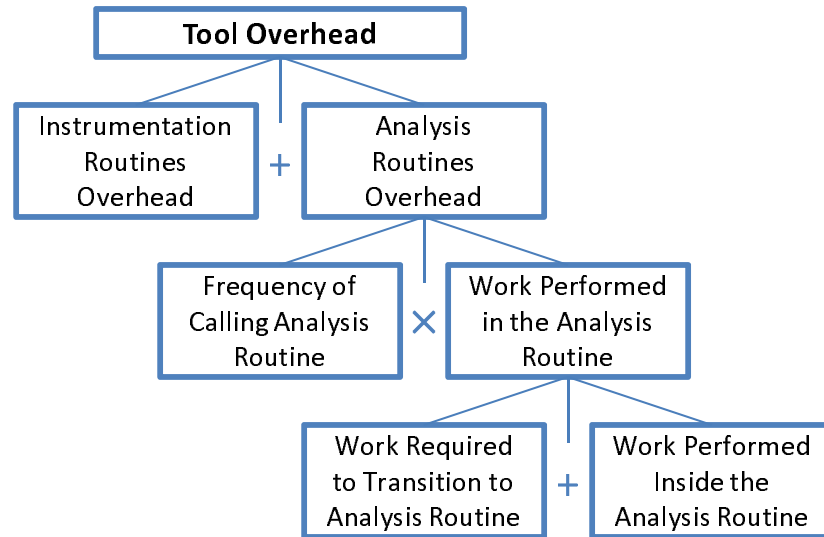 Tool Overhead
Instrumentation
Routines
Overhead
+
Analysis
Routines
Overhead
Frequency of
Calling Analysis
Routine
×
Work Performed
in the Analysis
Routine
Work Required
to Transition to
Analysis Routine
+
Work Performed
Inside the
Analysis Routine